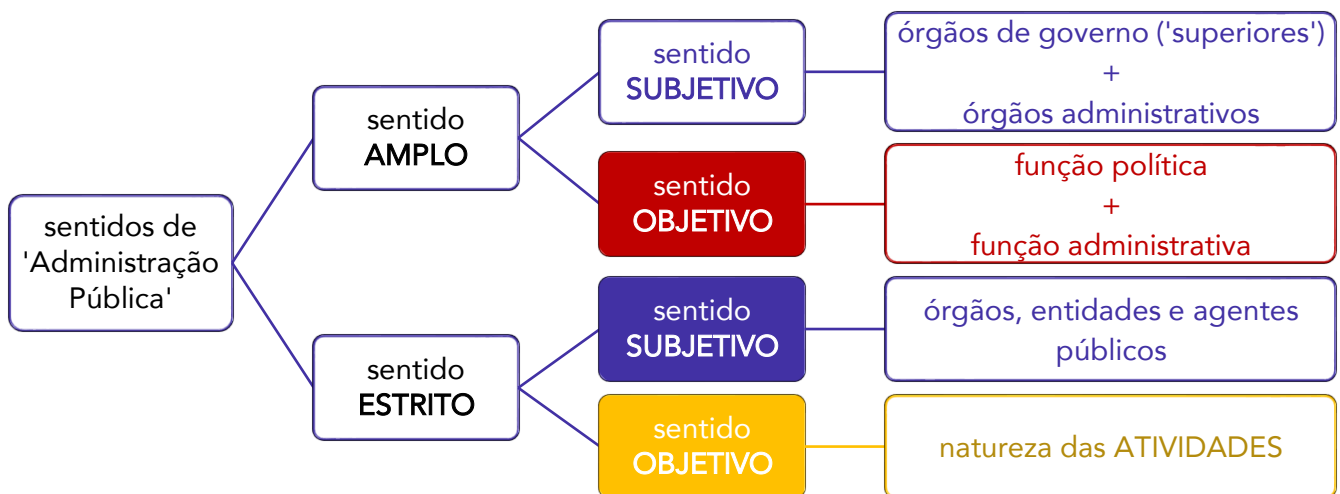 sentidos de
'Administração
Pública'
sentido
AMPLO
sentido
SUBJETIVO
órgãos de governo ('superiores')
+
órgãos administrativos
sentido
OBJETIVO
função política
+
função administrativa
sentido
ESTRITO
sentido
SUBJETIVO
órgãos, entidades e agentes
públicos
sentido
OBJETIVO
natureza das ATIVIDADES